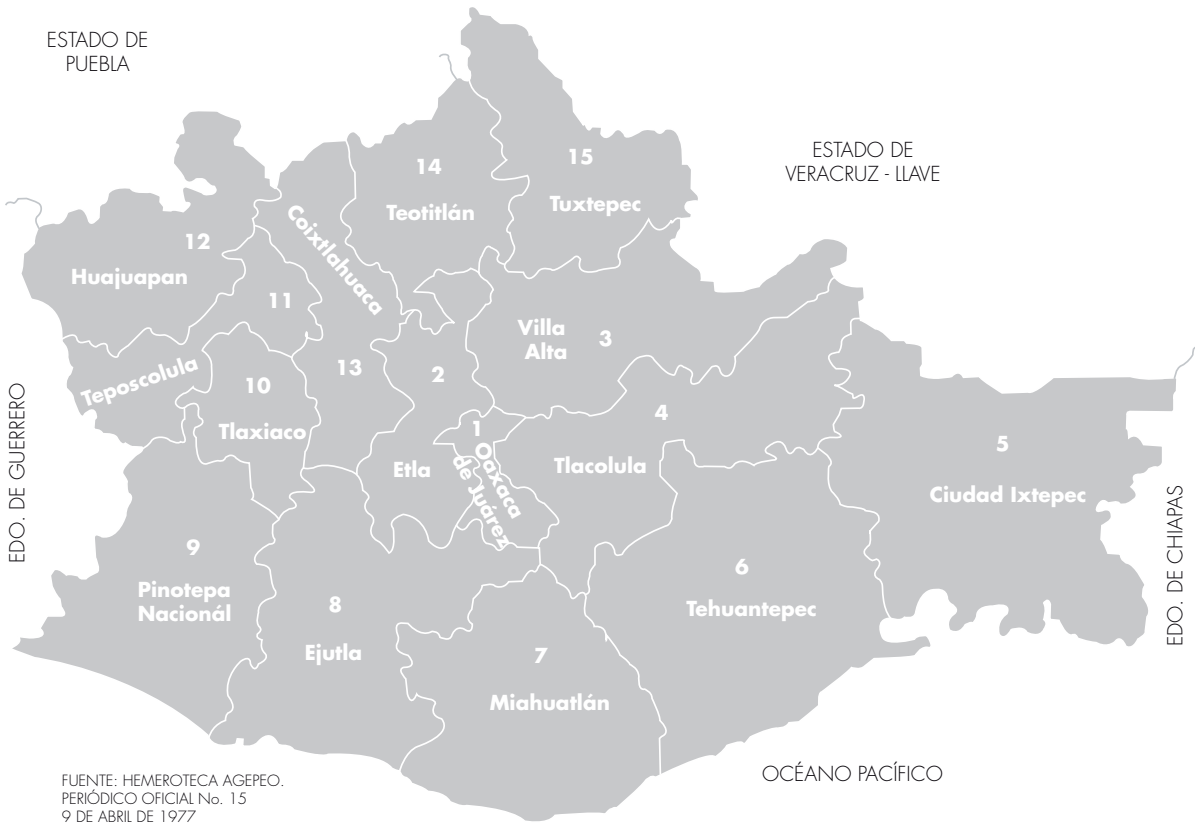 ESTADO DE
PUEBLA
ESTADO DE
VERACRUZ - LLAVE
14
Teotitlán
15
Tuxtepec
12
Huajuapan
Coixtlahuaca
11
Villa
Alta
3
13
2
Teposcolula
10
Tlaxiaco
4
Tlacolula
1
Oaxaca
de Juárez
Etla
5
Ciudad Ixtepec
EDO. DE GUERRERO
EDO. DE CHIAPAS
9
Pinotepa
Nacionál
8
Ejutla
6
Tehuantepec
7
Miahuatlán
OCÉANO PACÍFICO
FUENTE: HEMEROTECA AGEPEO.
PERIÓDICO OFICIAL No. 15
9 DE ABRIL DE 1977